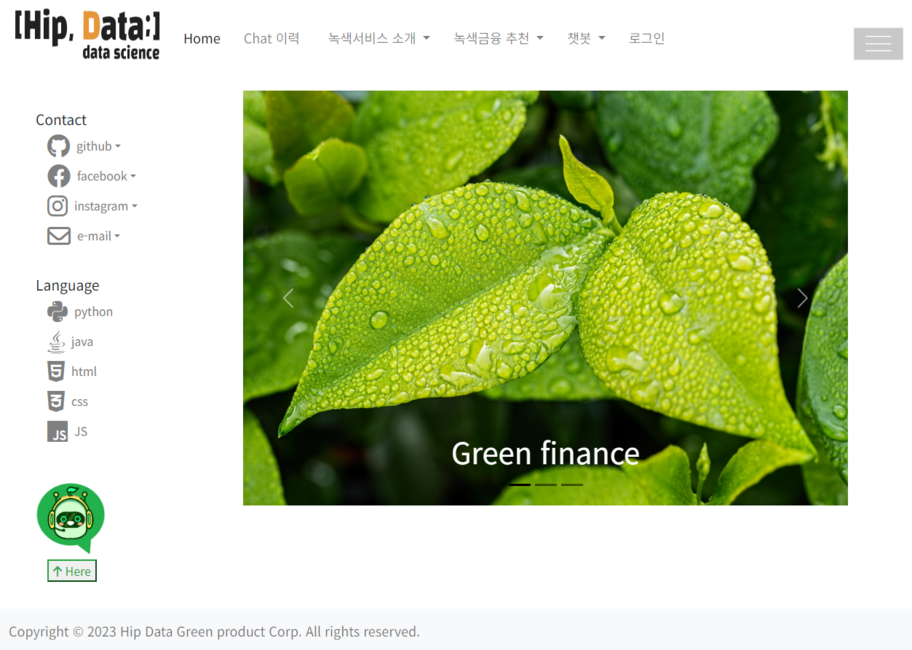 [Hip, Data:]
data science
Home
Chat 이력
녹색서비스 소개
녹색금융 추천
챗봇
로그인
Contact
github
facebook
instagram
e-mail
Language
python
java
html
css
JS
JS
Green finance
Here
Copyright © 2023 Hip Data Green product Corp. All rights reserved.